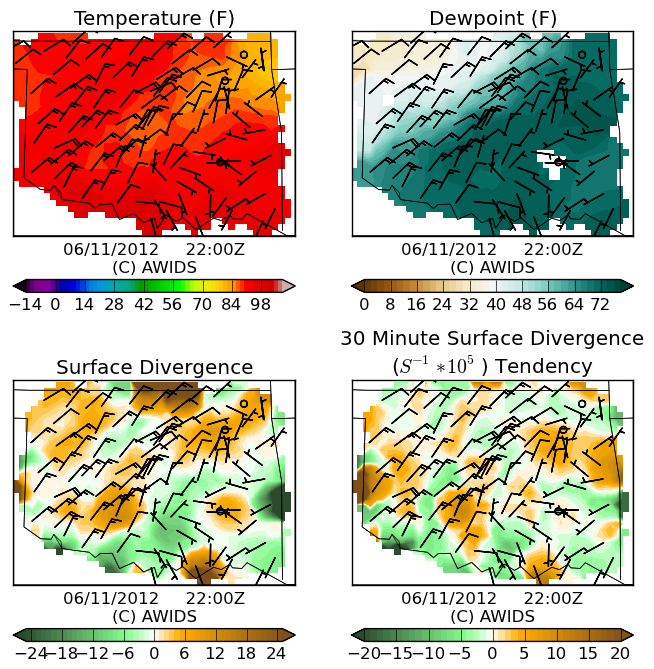 Temperature (F)
Dewpoint (F)
06/11/2012 22:00Z
(C) AWIDS
06/11/2012 22:00Z
(C) AWIDS
−14 0 14 28 42 56 70 84 98
0 8 16 24 32 40 48 56 64 72
Surface Divergence
30 Minute Surface Divergence
(S⁻¹ *10⁵ ) Tendency
06/11/2012 22:00Z
(C) AWIDS
06/11/2012 22:00Z
(C) AWIDS
−24 −18 −12 −6 0 6 12 18 24
−20 −15 −10 −5 0 5 10 15 20